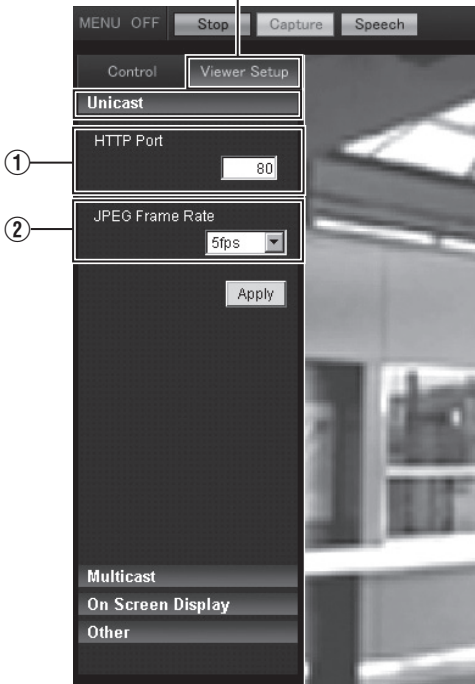 MENU OFF Stop Capture Speech
Control Viewer Setup
Unicast
① HTTP Port
80
② JPEG Frame Rate
5fps
Apply
Multicast
On Screen Display
Other